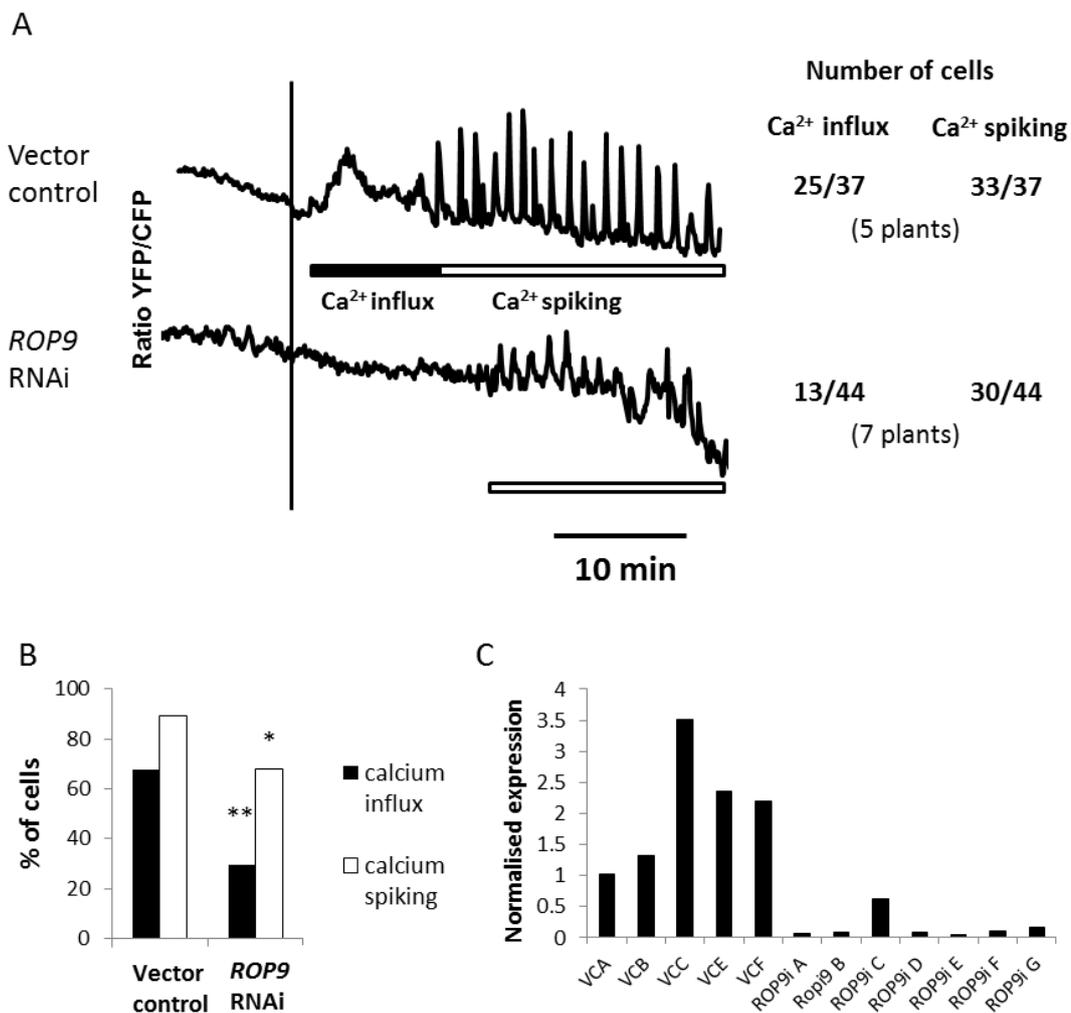 A
Number of cells
Ca²⁺ influx Ca²⁺ spiking
Vector
control
25/37 33/37
(5 plants)
Ratio YFP/CFP
Ca²⁺ influx Ca²⁺ spiking
ROP9
RNAi
13/44 30/44
(7 plants)
10 min
B
% of cells
100
80
60
40
20
0
**
*
Vector
control
ROP9
RNAi
calcium
influx
calcium
spiking
C
Normalised expression
4
3.5
3
2.5
2
1.5
1
0.5
0
VCA
VCB
VCC
VCE
VCF
ROP9i A
Ropi9 B
ROP9i C
ROP9i D
ROP9i E
ROP9i F
ROP9i G